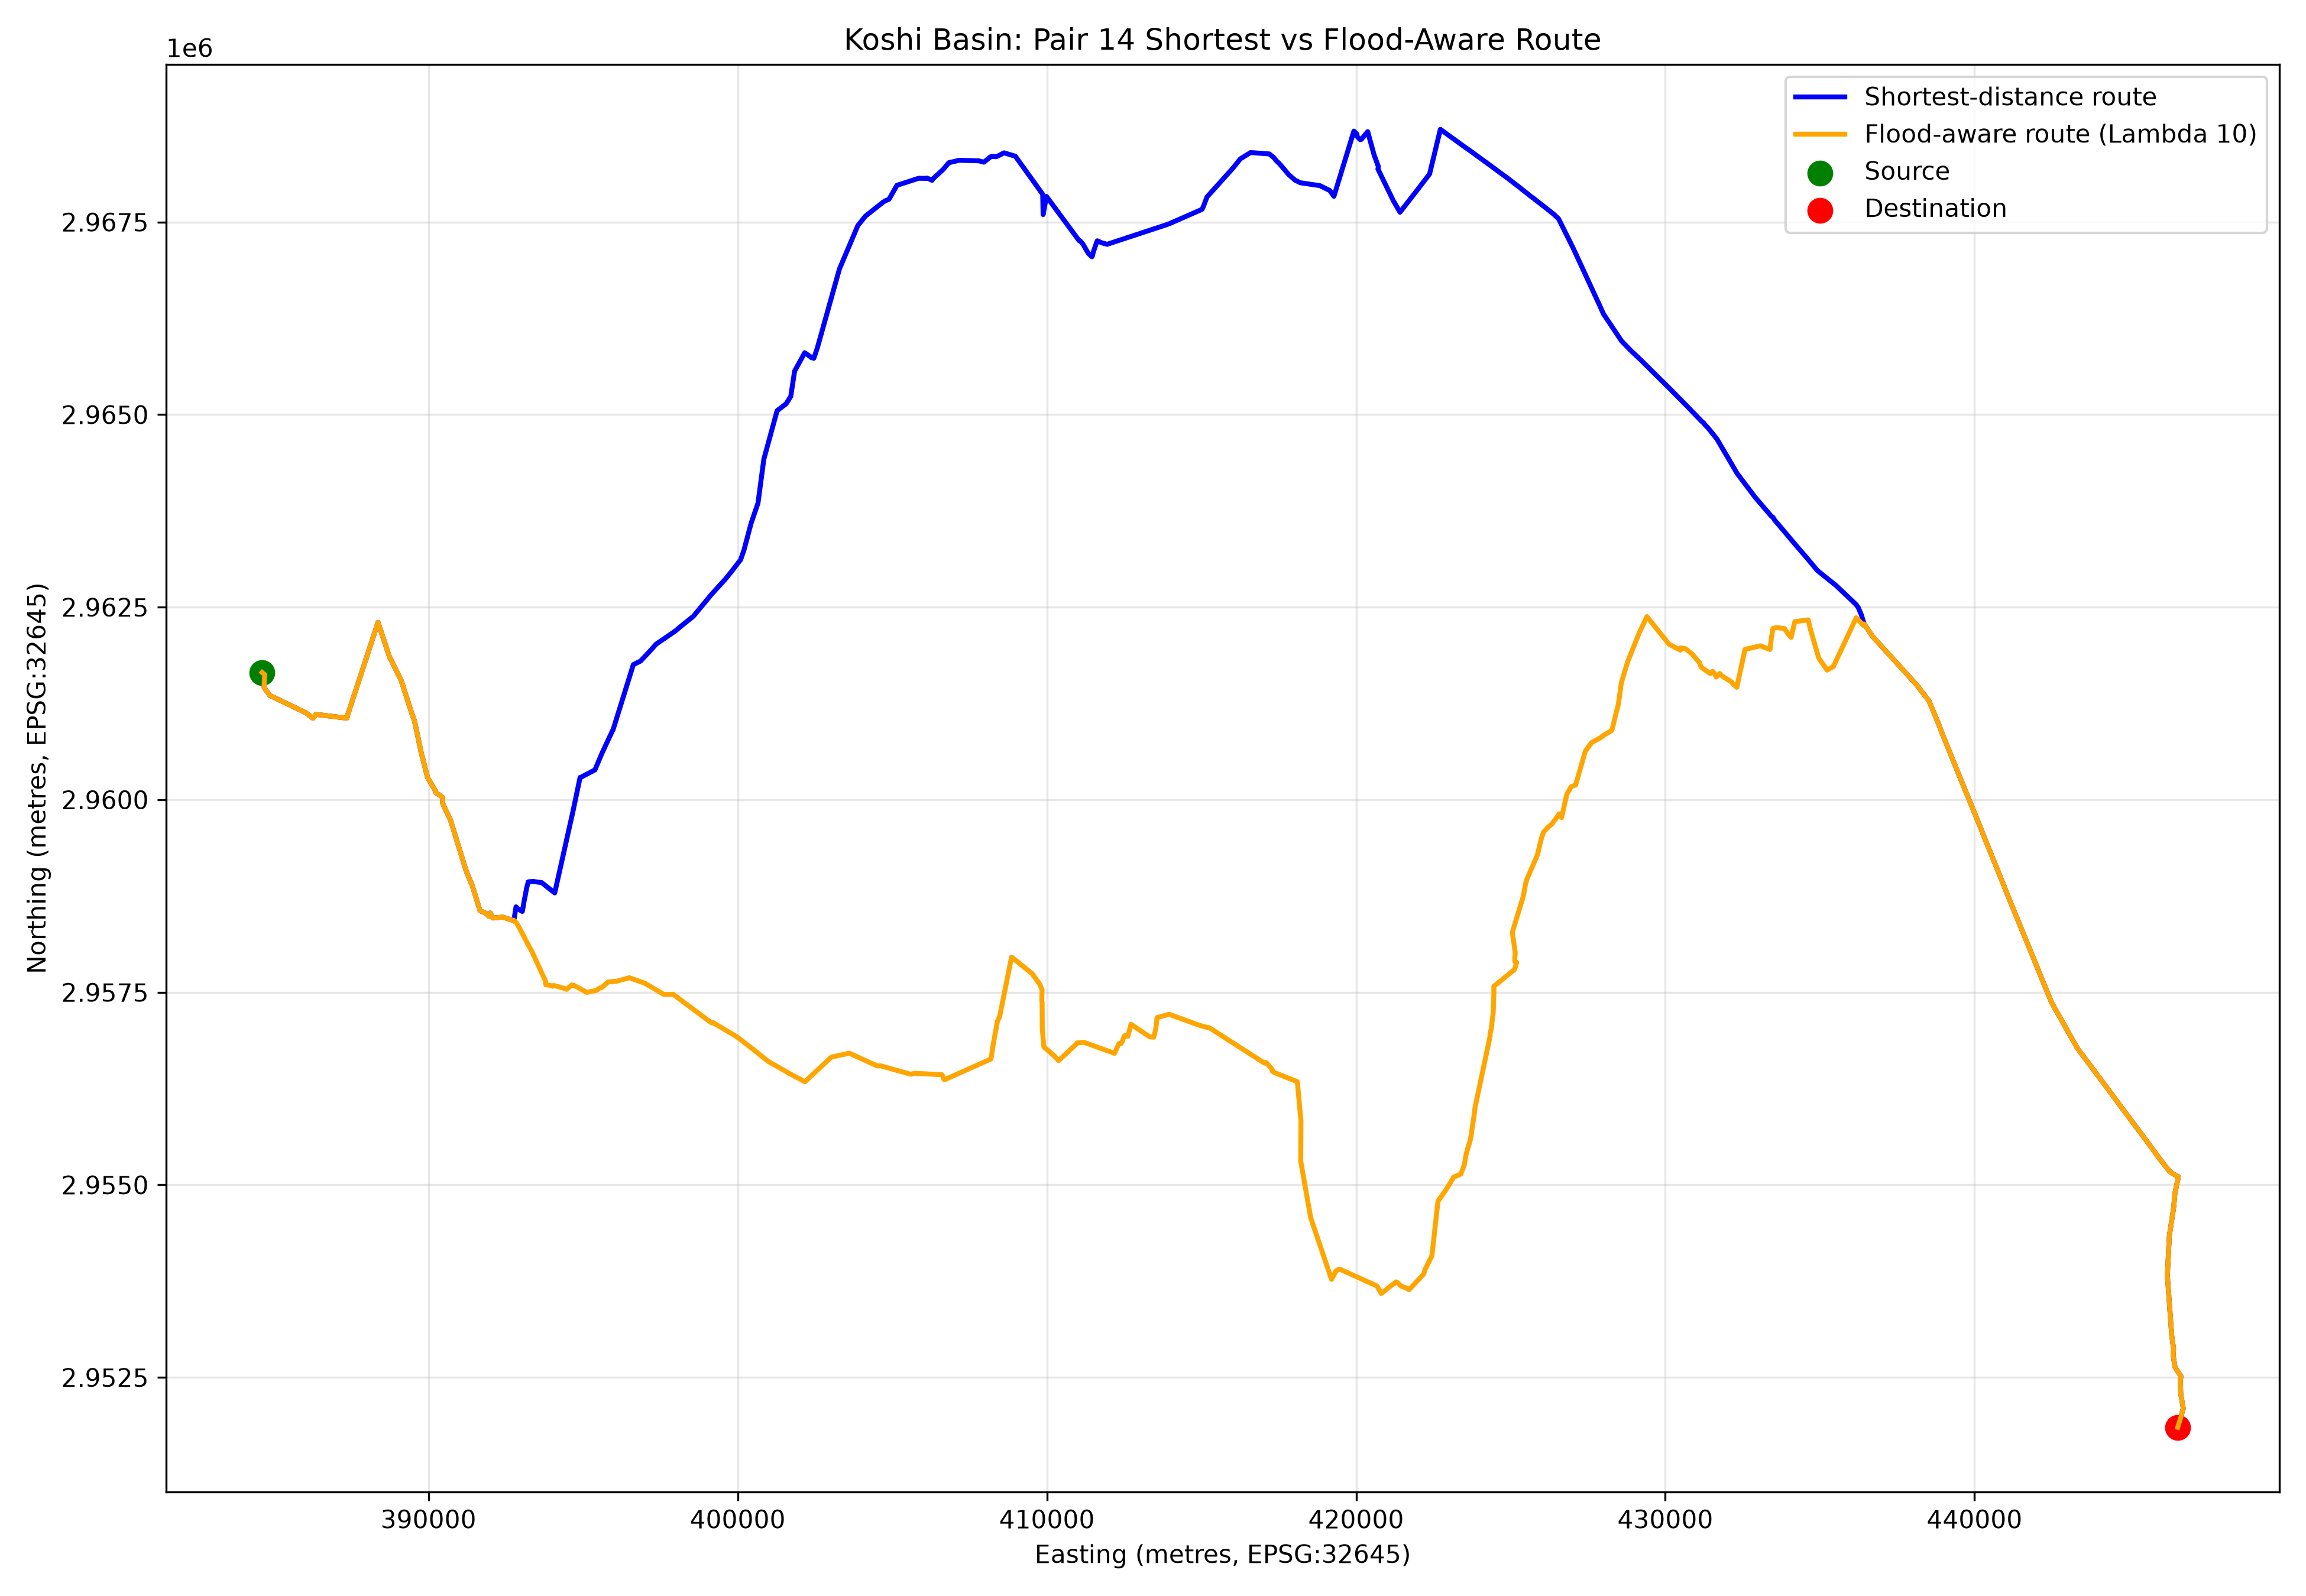 Koshi Basin: Pair 14 Shortest vs Flood-Aware Route
1e6
Shortest-distance route
Flood-aware route (Lambda 10)
Source
Destination
2.9675
2.9650
2.9625
2.9600
2.9575
2.9550
2.9525
Northing (metres, EPSG:32645)
390000 400000 410000 420000 430000 440000
Easting (metres, EPSG:32645)